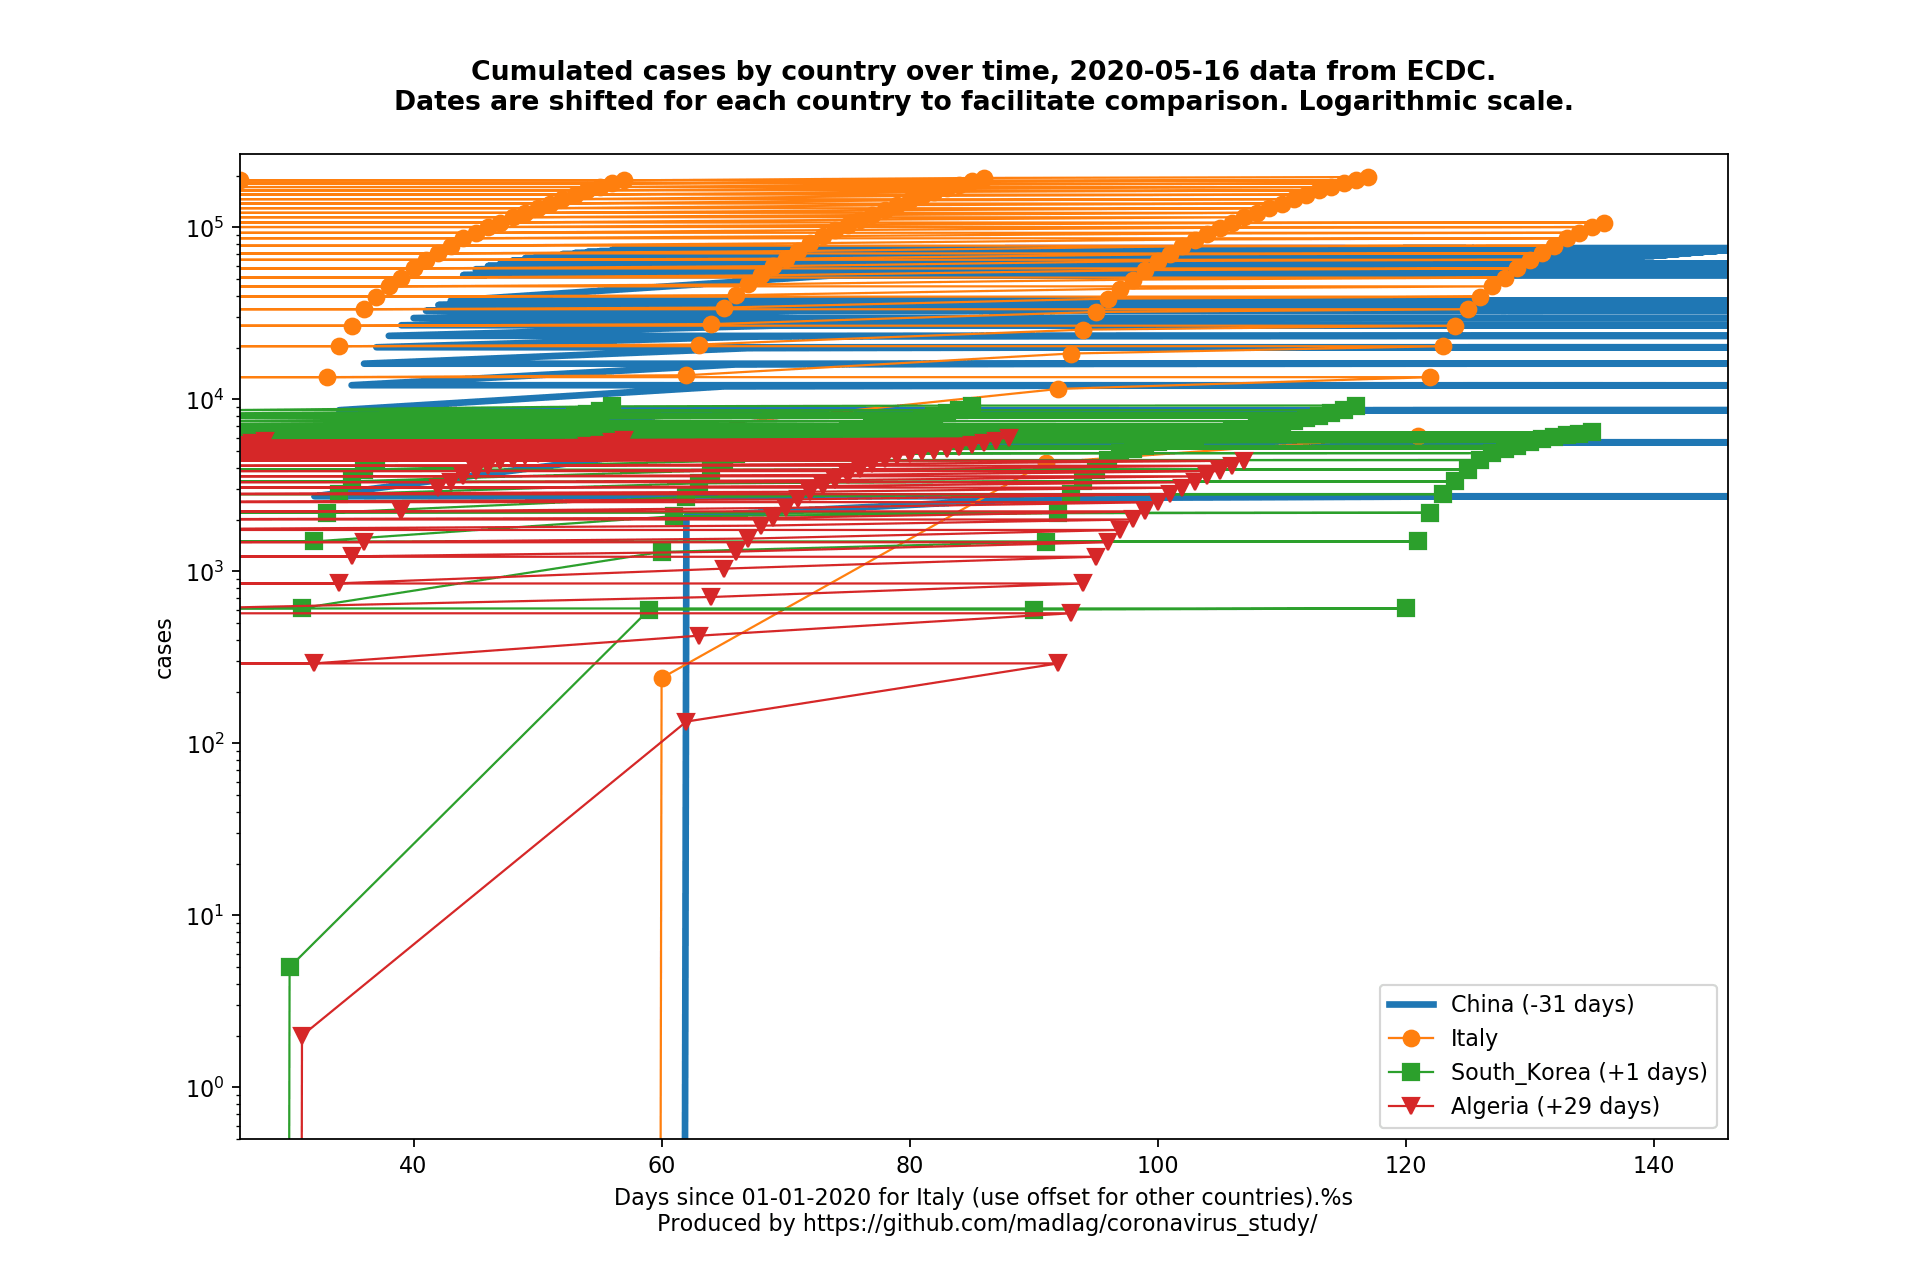 Cumulated cases by country over time, 2020-05-16 data from ECDC.
Dates are shifted for each country to facilitate comparison. Logarithmic scale.
10^5
10^4
10^3
10^2
10^1
10^0
cases
40 60 80 100 120 140
Days since 01-01-2020 for Italy (use offset for other countries).%s
Produced by https://github.com/madlag/coronavirus_study/
China (-31 days)
Italy
South_Korea (+1 days)
Algeria (+29 days)